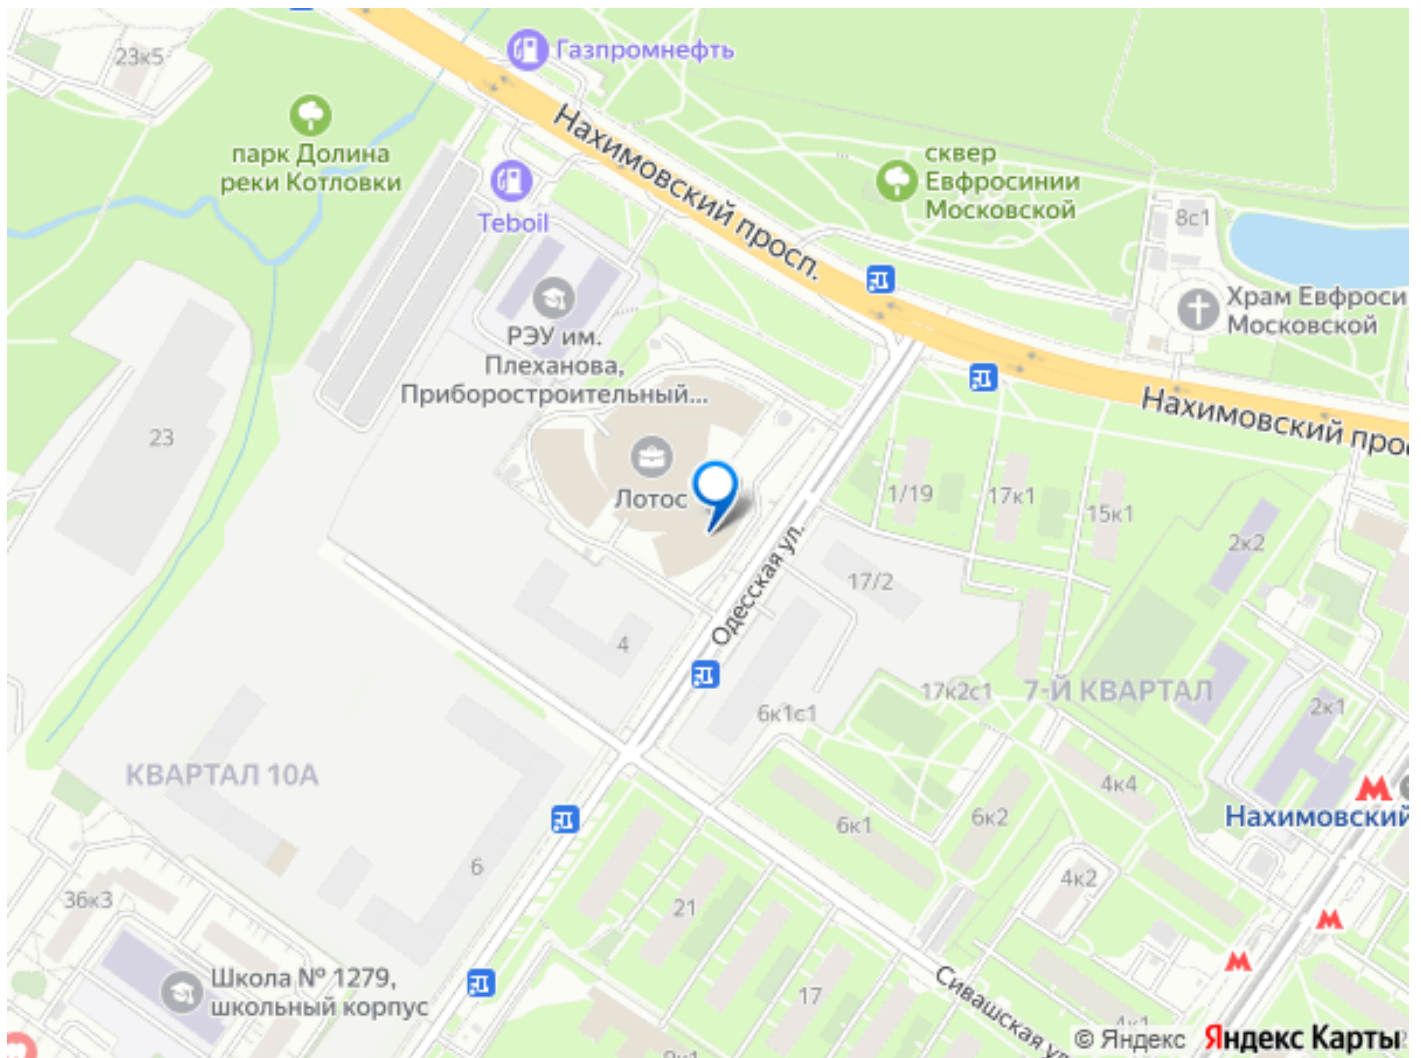 23к5
Газпромнефть
парк Долина
реки Котловки
Нахимовский просп.
сквер
Евфросинии
Московской
Teboil
8с1
Храм Евфроси
Московской
РЭУ им.
Плеханова,
Приборостроительный...
Нахимовский прос
23
Лотос
1/19
17к1
15к1
2к2
Одесская ул.
17/2
4
17к2с1
7-Й КВАРТАЛ
6к1с1
2к1
КВАРТАЛ 10А
4к4
Нахимовский
6к1
6к2
6
4к2
36к3
21
Школа № 1279,
школьный корпус
17
Сивашская ул
4к1
9к1
© Яндекс Яндекс Карты